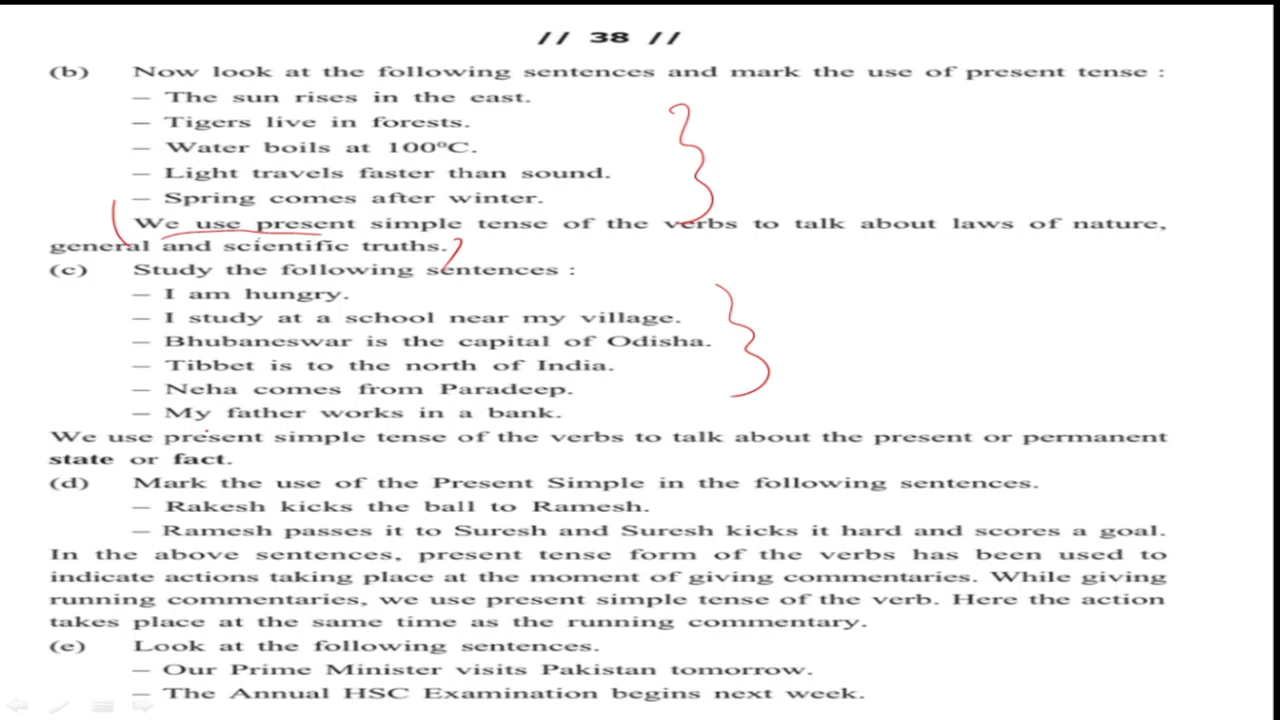 // 38 //
(b) Now look at the following sentences and mark the use of present tense :
– The sun rises in the east.
– Tigers live in forests.
– Water boils at 100°C.
– Light travels faster than sound.
– Spring comes after winter.
We use present simple tense of the verbs to talk about laws of nature,
general and scientific truths.
(c) Study the following sentences :
– I am hungry.
– I study at a school near my village.
– Bhubaneswar is the capital of Odisha.
– Tibbet is to the north of India.
– Neha comes from Paradeep.
– My father works in a bank.
We use present simple tense of the verbs to talk about the present or permanent
state or fact.
(d) Mark the use of the Present Simple in the following sentences.
– Rakesh kicks the ball to Ramesh.
– Ramesh passes it to Suresh and Suresh kicks it hard and scores a goal.
In the above sentences, present tense form of the verbs has been used to
indicate actions taking place at the moment of giving commentaries. While giving
running commentaries, we use present simple tense of the verb. Here the action
takes place at the same time as the running commentary.
(e) Look at the following sentences.
– Our Prime Minister visits Pakistan tomorrow.
– The Annual HSC Examination begins next week.